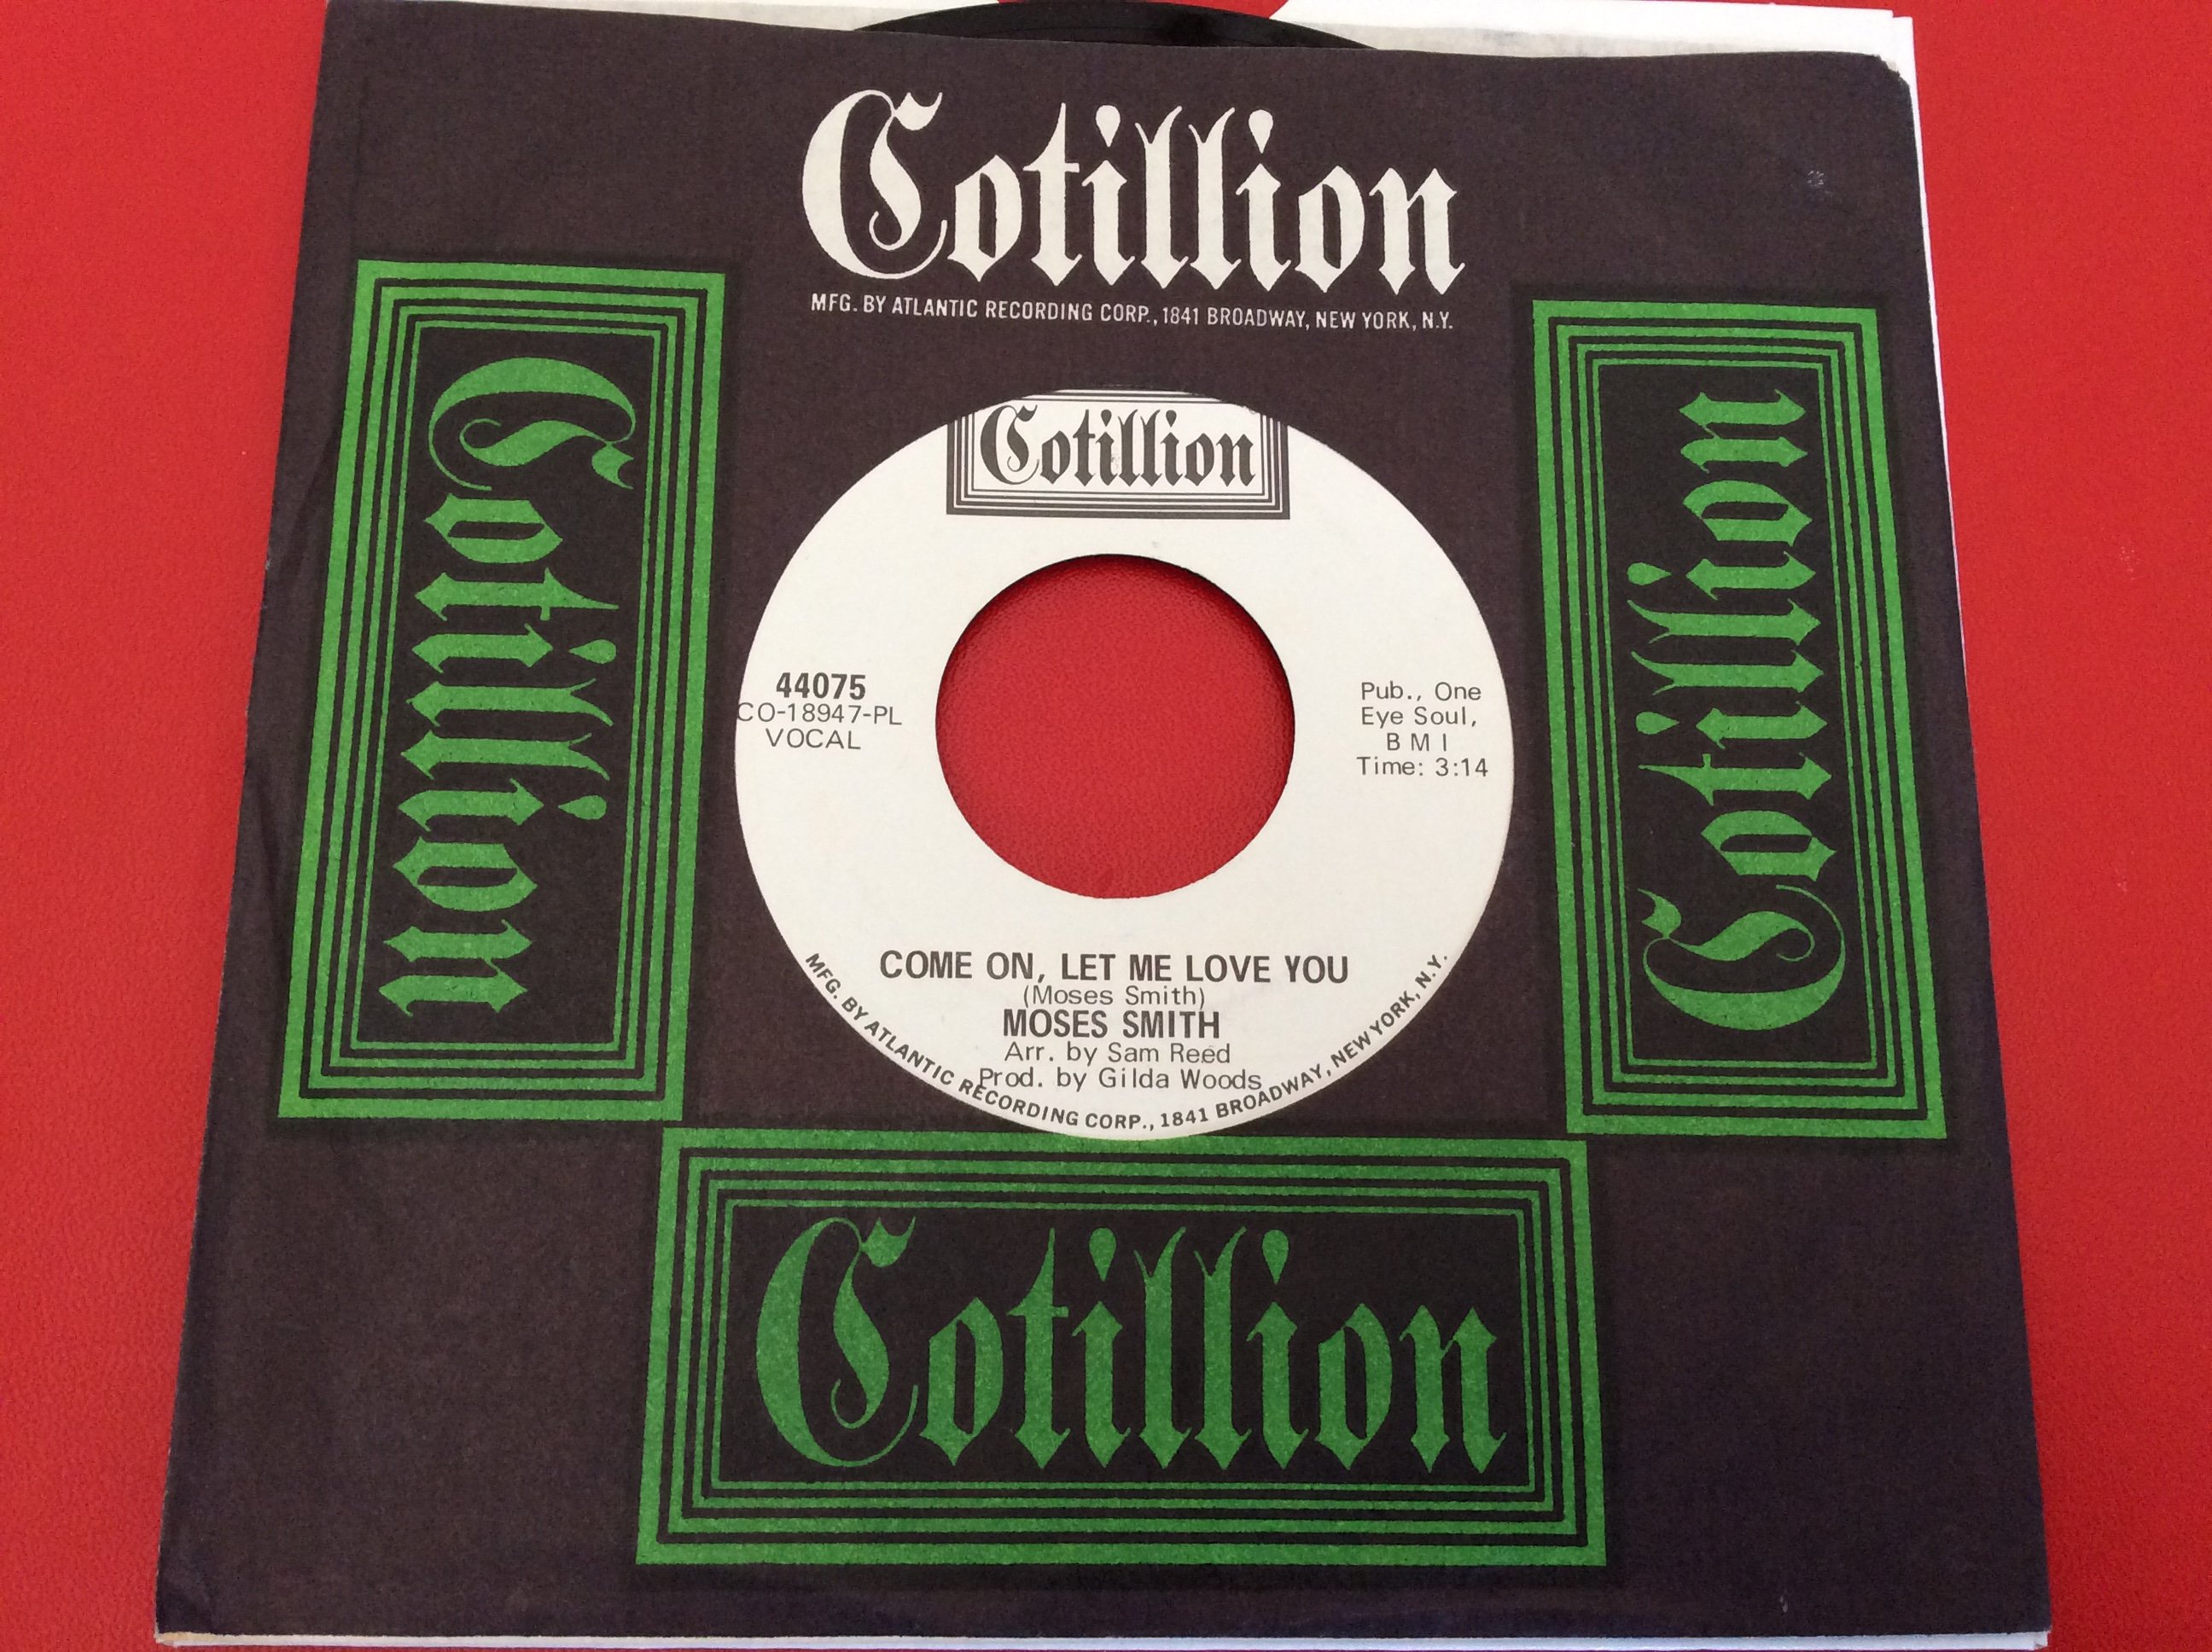 Cotillion
MFG. BY ATLANTIC RECORDING CORP., 1841 BROADWAY, NEW YORK, N.Y.
Cotillion
Cotillion
Cotillion
44075
CO-18947-PL
VOCAL
Pub., One
Eye Soul,
B M I
Time: 3:14
COME ON, LET ME LOVE YOU
(Moses Smith)
MOSES SMITH
Arr. by Sam Reed
Prod. by Gilda Woods
MFG. BY ATLANTIC RECORDING CORP., 1841 BROADWAY, NEW YORK, N.Y.
Cotillion